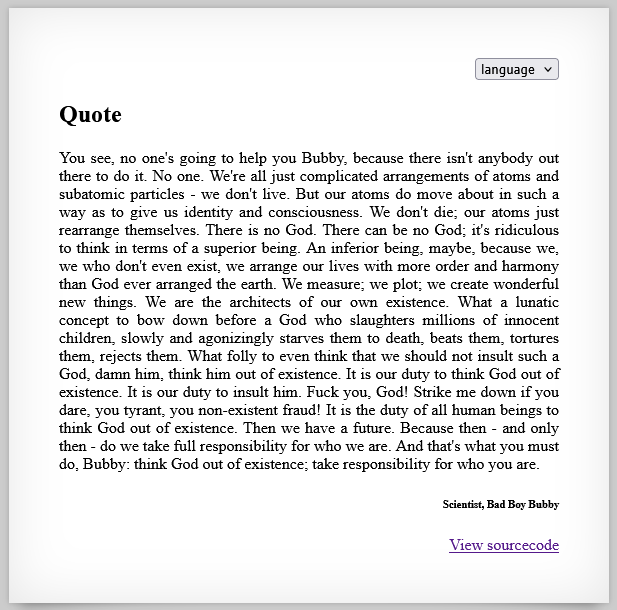 language
Quote
You see, no one's going to help you Bubby, because there isn't anybody out
there to do it. No one. We're all just complicated arrangements of atoms and
subatomic particles - we don't live. But our atoms do move about in such a
way as to give us identity and consciousness. We don't die; our atoms just
rearrange themselves. There is no God. There can be no God; it's ridiculous
to think in terms of a superior being. An inferior being, maybe, because we,
we who don't even exist, we arrange our lives with more order and harmony
than God ever arranged the earth. We measure; we plot; we create wonderful
new things. We are the architects of our own existence. What a lunatic
concept to bow down before a God who slaughters millions of innocent
children, slowly and agonizingly starves them to death, beats them, tortures
them, rejects them. What folly to even think that we should not insult such a
God, damn him, think him out of existence. It is our duty to think God out of
existence. It is our duty to insult him. Fuck you, God! Strike me down if you
dare, you tyrant, you non-existent fraud! It is the duty of all human beings to
think God out of existence. Then we have a future. Because then - and only
then - do we take full responsibility for who we are. And that's what you must
do, Bubby: think God out of existence; take responsibility for who you are.
Scientist, Bad Boy Bubby
View sourcecode